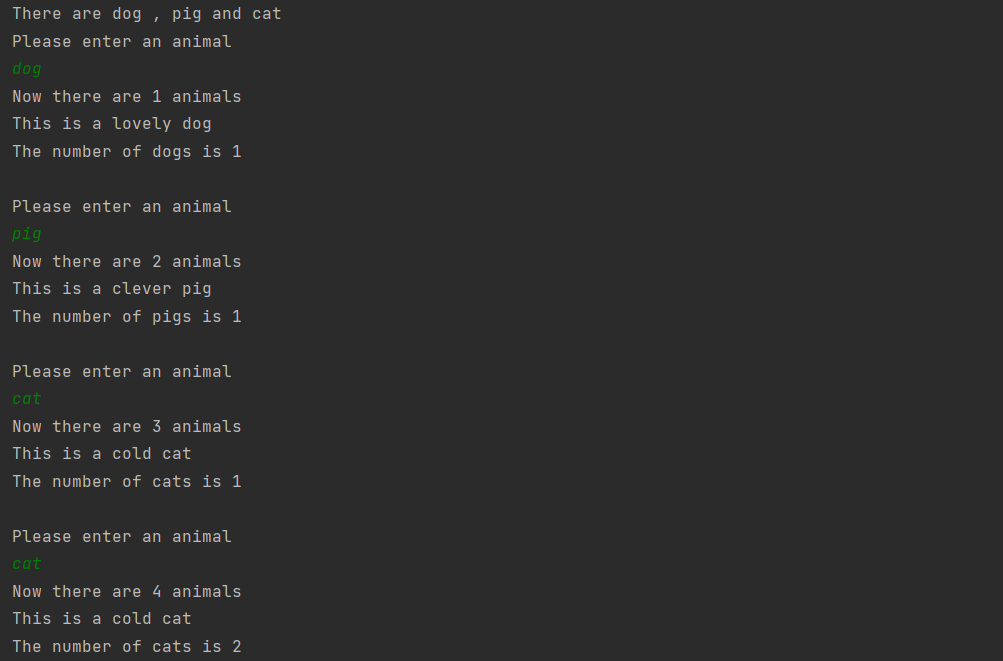 There are dog , pig and cat
Please enter an animal
dog
Now there are 1 animals
This is a lovely dog
The number of dogs is 1
Please enter an animal
pig
Now there are 2 animals
This is a clever pig
The number of pigs is 1
Please enter an animal
cat
Now there are 3 animals
This is a cold cat
The number of cats is 1
Please enter an animal
cat
Now there are 4 animals
This is a cold cat
The number of cats is 2